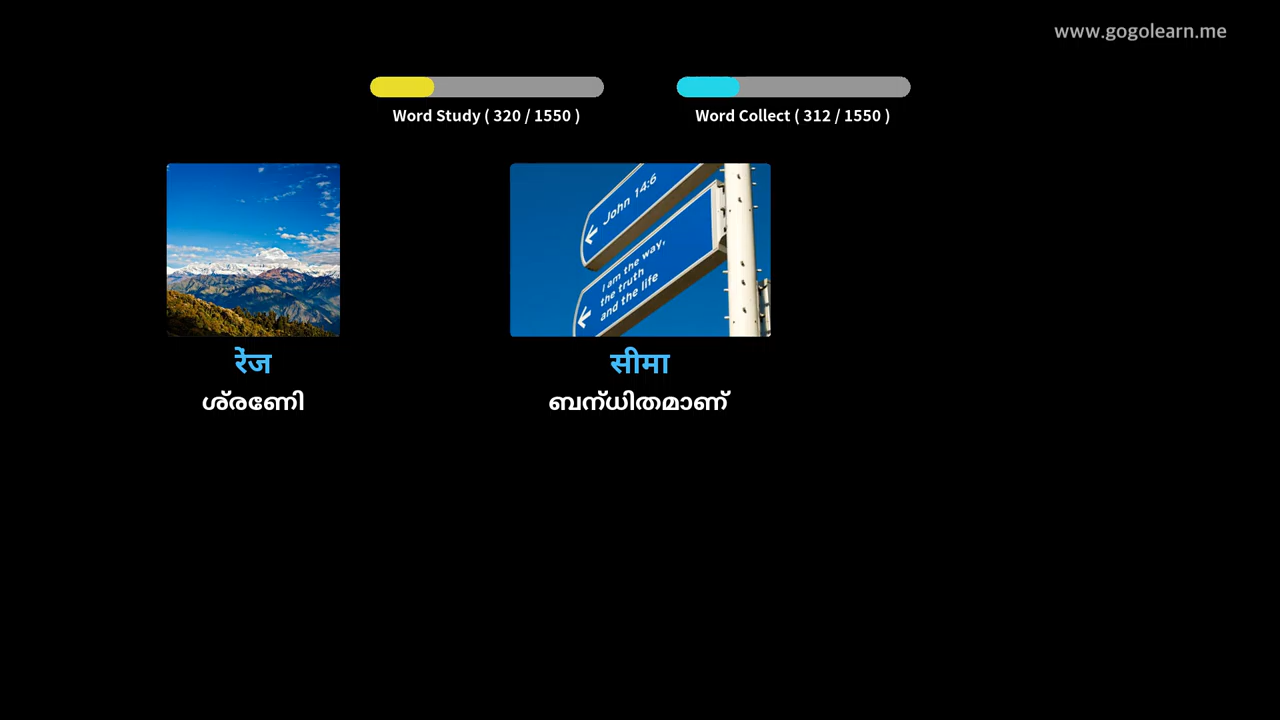 www.gogolearn.me
Word Study ( 320 / 1550 )
Word Collect ( 312 / 1550 )
John 14:6
I am the way,
the truth
and the life
रेंज
सीमा
ശ്രേണി
ബന്ധിതമാണ്